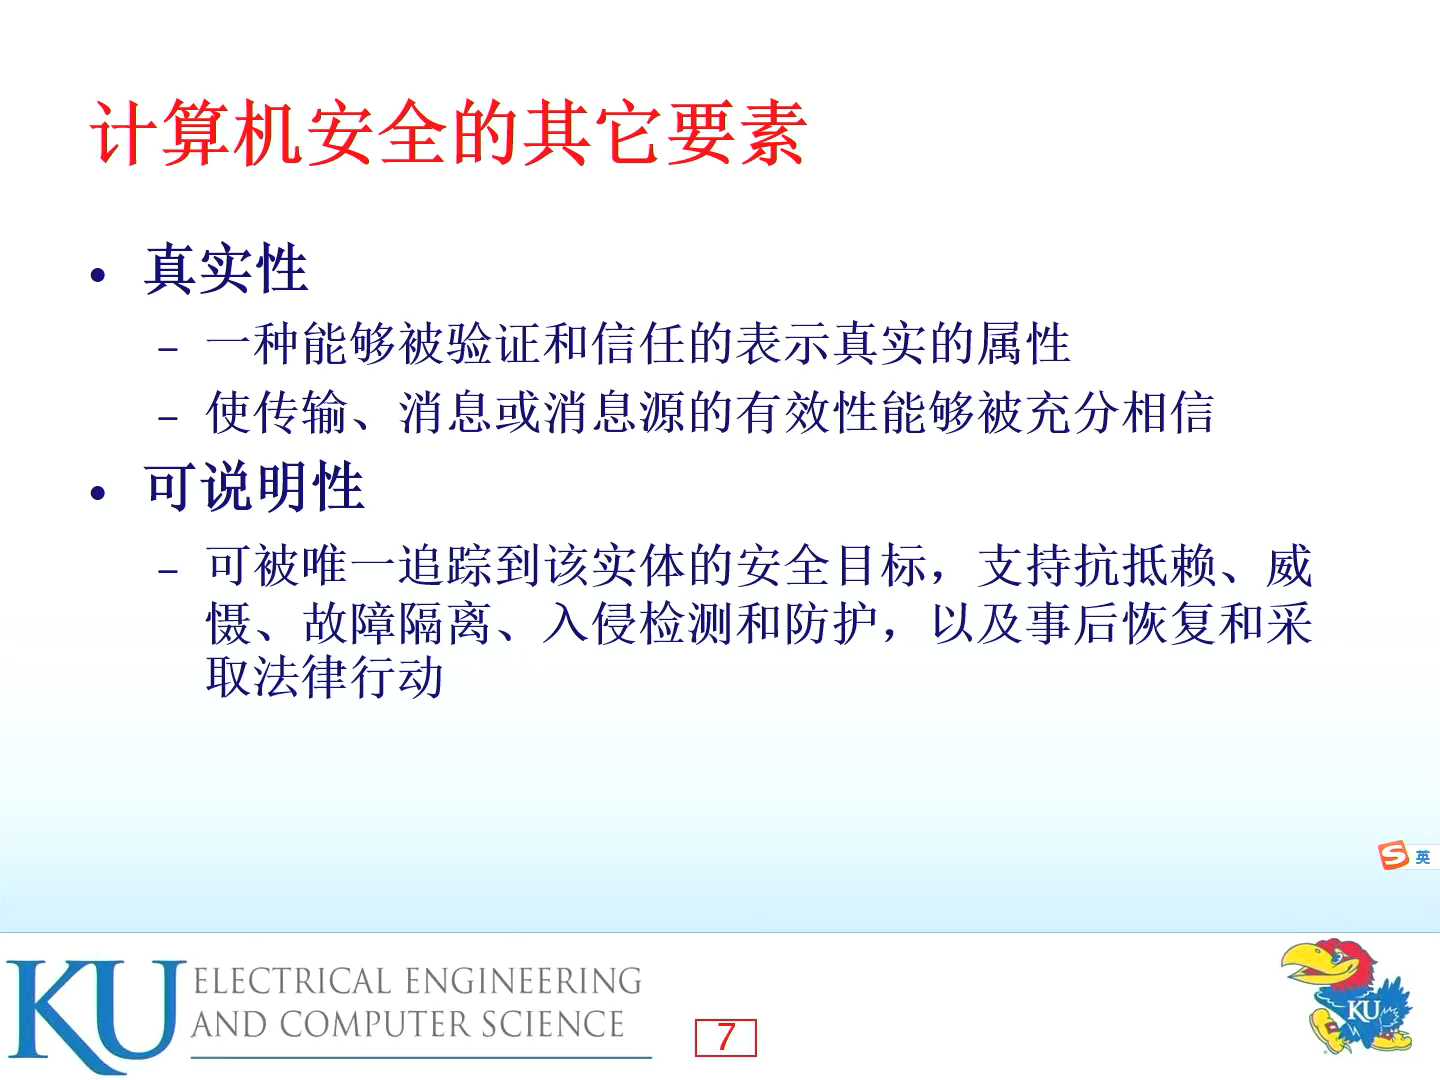 计算机安全的其它要素
• 真实性
– 一种能够被验证和信任的表示真实的属性
– 使传输、消息或消息源的有效性能够被充分相信
• 可说明性
– 可被唯一追踪到该实体的安全目标，支持抗抵赖、威
慑、故障隔离、入侵检测和防护，以及事后恢复和采
取法律行动
英
KU ELECTRICAL ENGINEERING
AND COMPUTER SCIENCE
7
KU